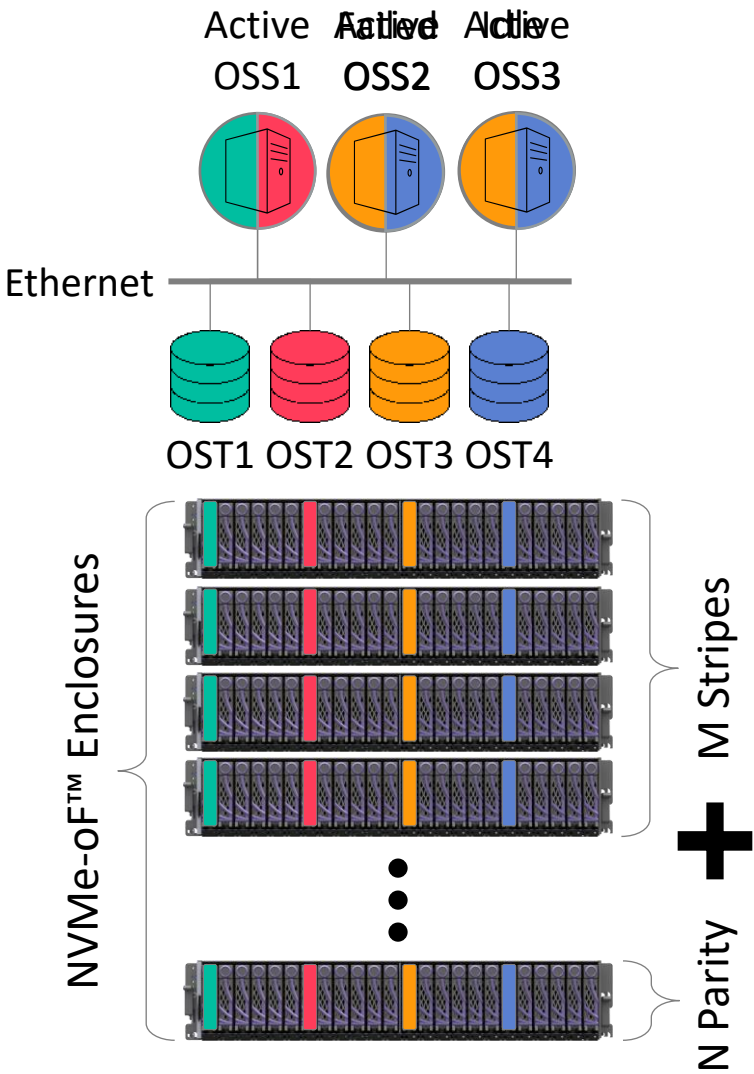 Active
OSS1
OSS2
OSS3
Ethernet
OST1 OST2 OST3 OST4
NVMe-oF™ Enclosures
M Stripes
+
N Parity